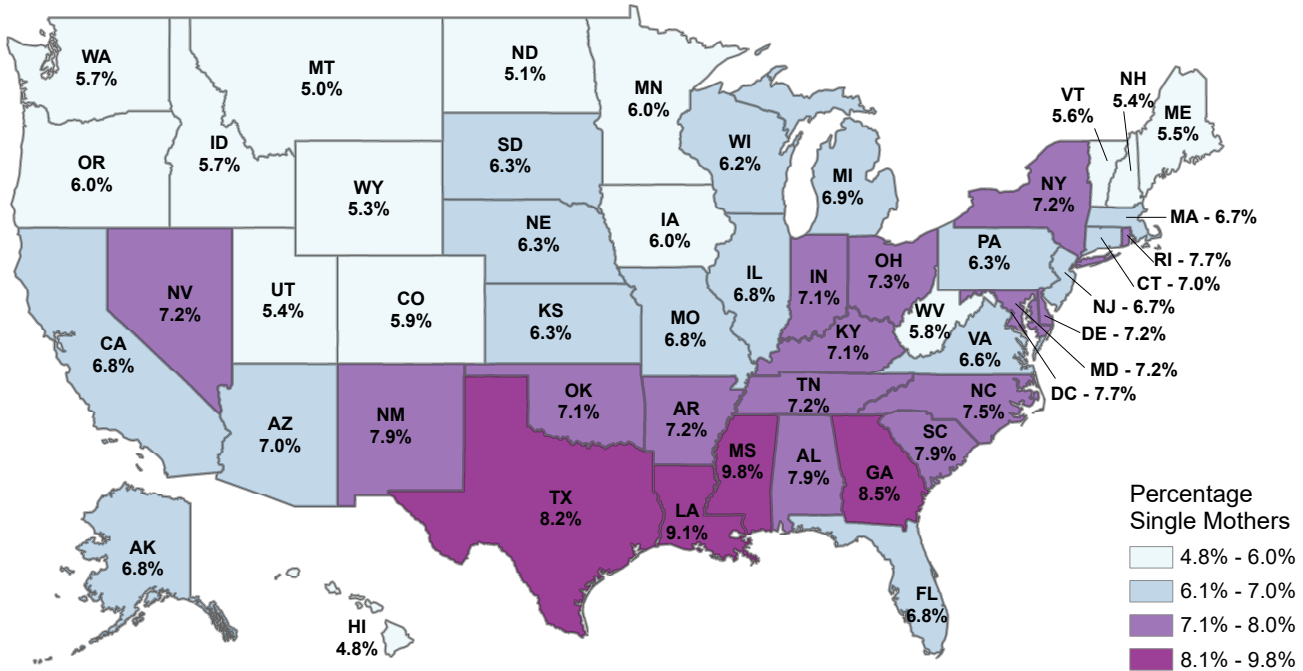 WA
5.7%
MT
5.0%
ND
5.1%
MN
6.0%
VT
5.6%
NH
5.4%
ME
5.5%
OR
6.0%
ID
5.7%
WY
5.3%
SD
6.3%
WI
6.2%
MI
6.9%
NY
7.2%
MA - 6.7%
RI - 7.7%
CT - 7.0%
NJ - 6.7%
DE - 7.2%
MD - 7.2%
DC - 7.7%
NV
7.2%
UT
5.4%
CO
5.9%
NE
6.3%
IA
6.0%
IL
6.8%
IN
7.1%
OH
7.3%
PA
6.3%
CA
6.8%
KS
6.3%
MO
6.8%
KY
7.1%
WV
5.8%
VA
6.6%
AZ
7.0%
NM
7.9%
OK
7.1%
AR
7.2%
TN
7.2%
NC
7.5%
SC
7.9%
TX
8.2%
LA
9.1%
MS
9.8%
AL
7.9%
GA
8.5%
AK
6.8%
HI
4.8%
FL
6.8%
Percentage
Single Mothers
4.8% - 6.0%
6.1% - 7.0%
7.1% - 8.0%
8.1% - 9.8%